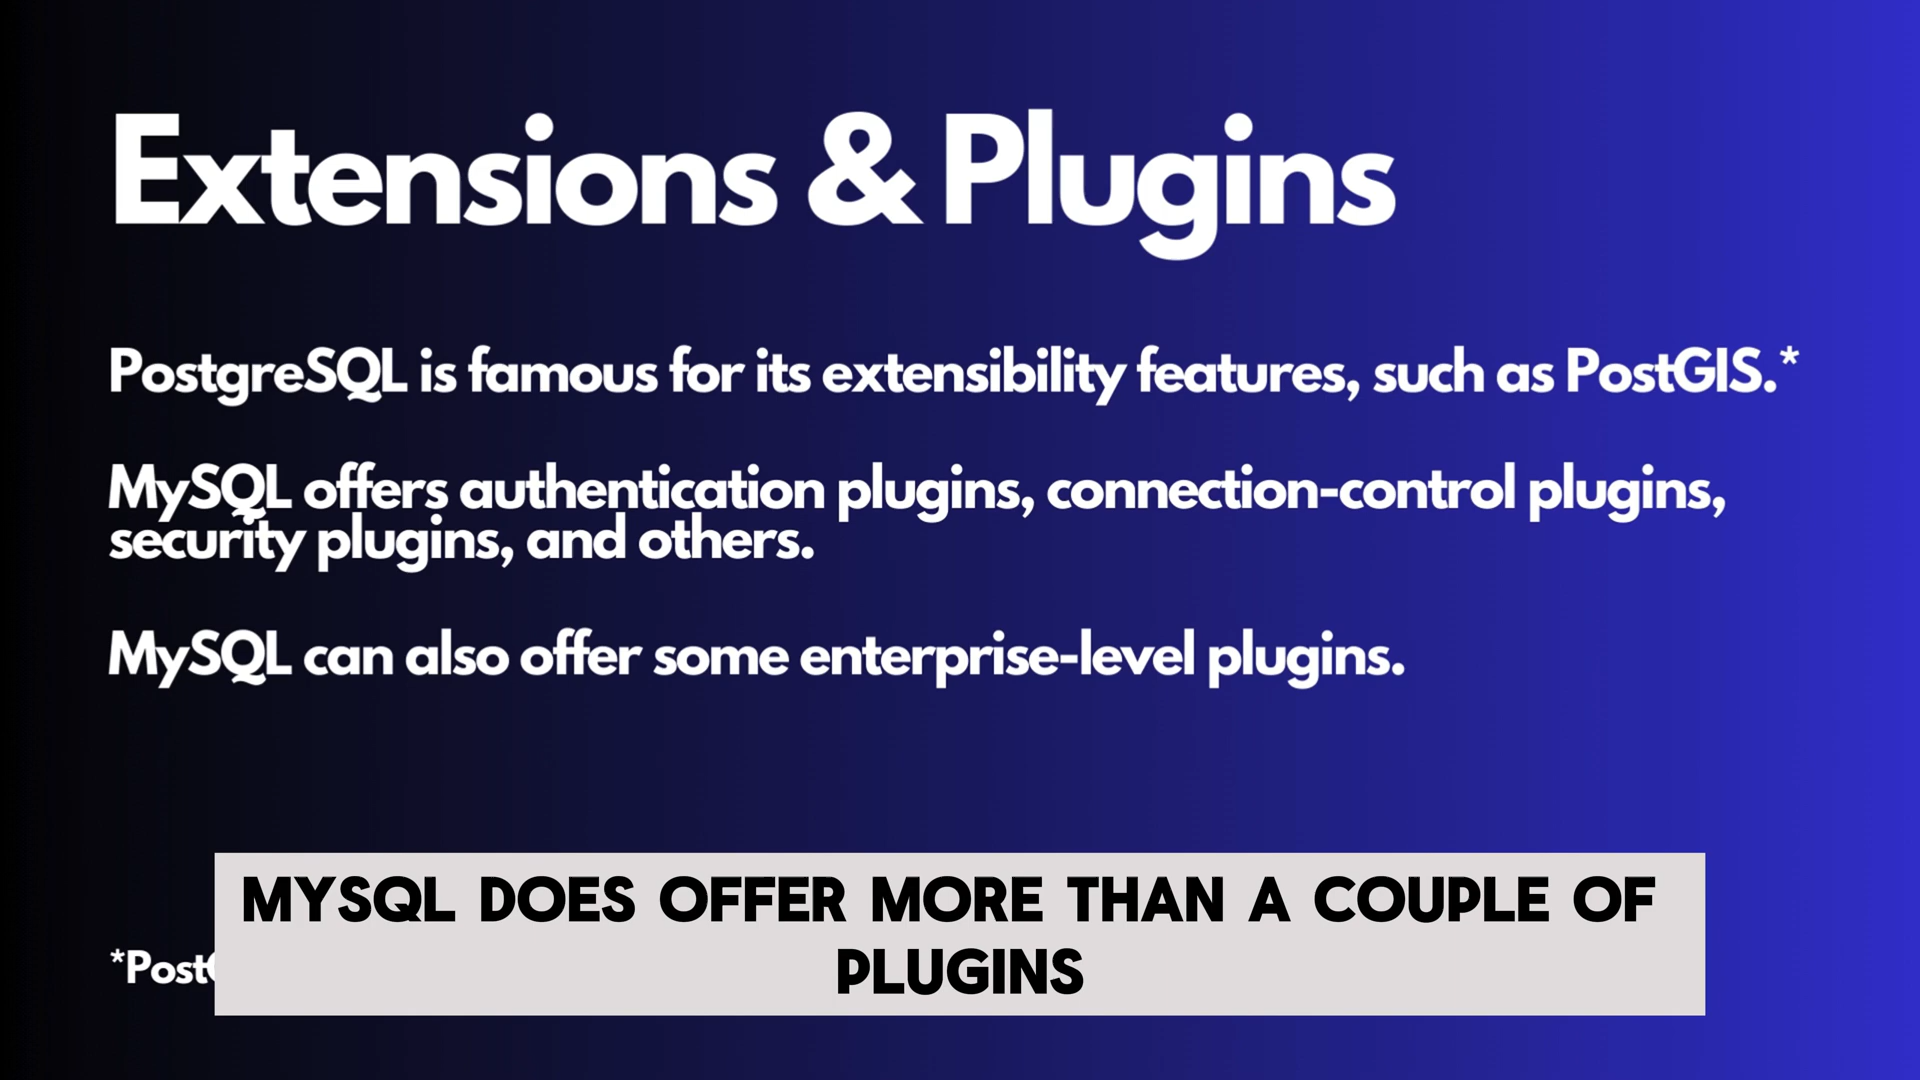 Extensions & Plugins
PostgreSQL is famous for its extensibility features, such as PostGIS.*
MySQL offers authentication plugins, connection-control plugins,
security plugins, and others.
MySQL can also offer some enterprise-level plugins.
MYSQL DOES OFFER MORE THAN A COUPLE OF
PLUGINS